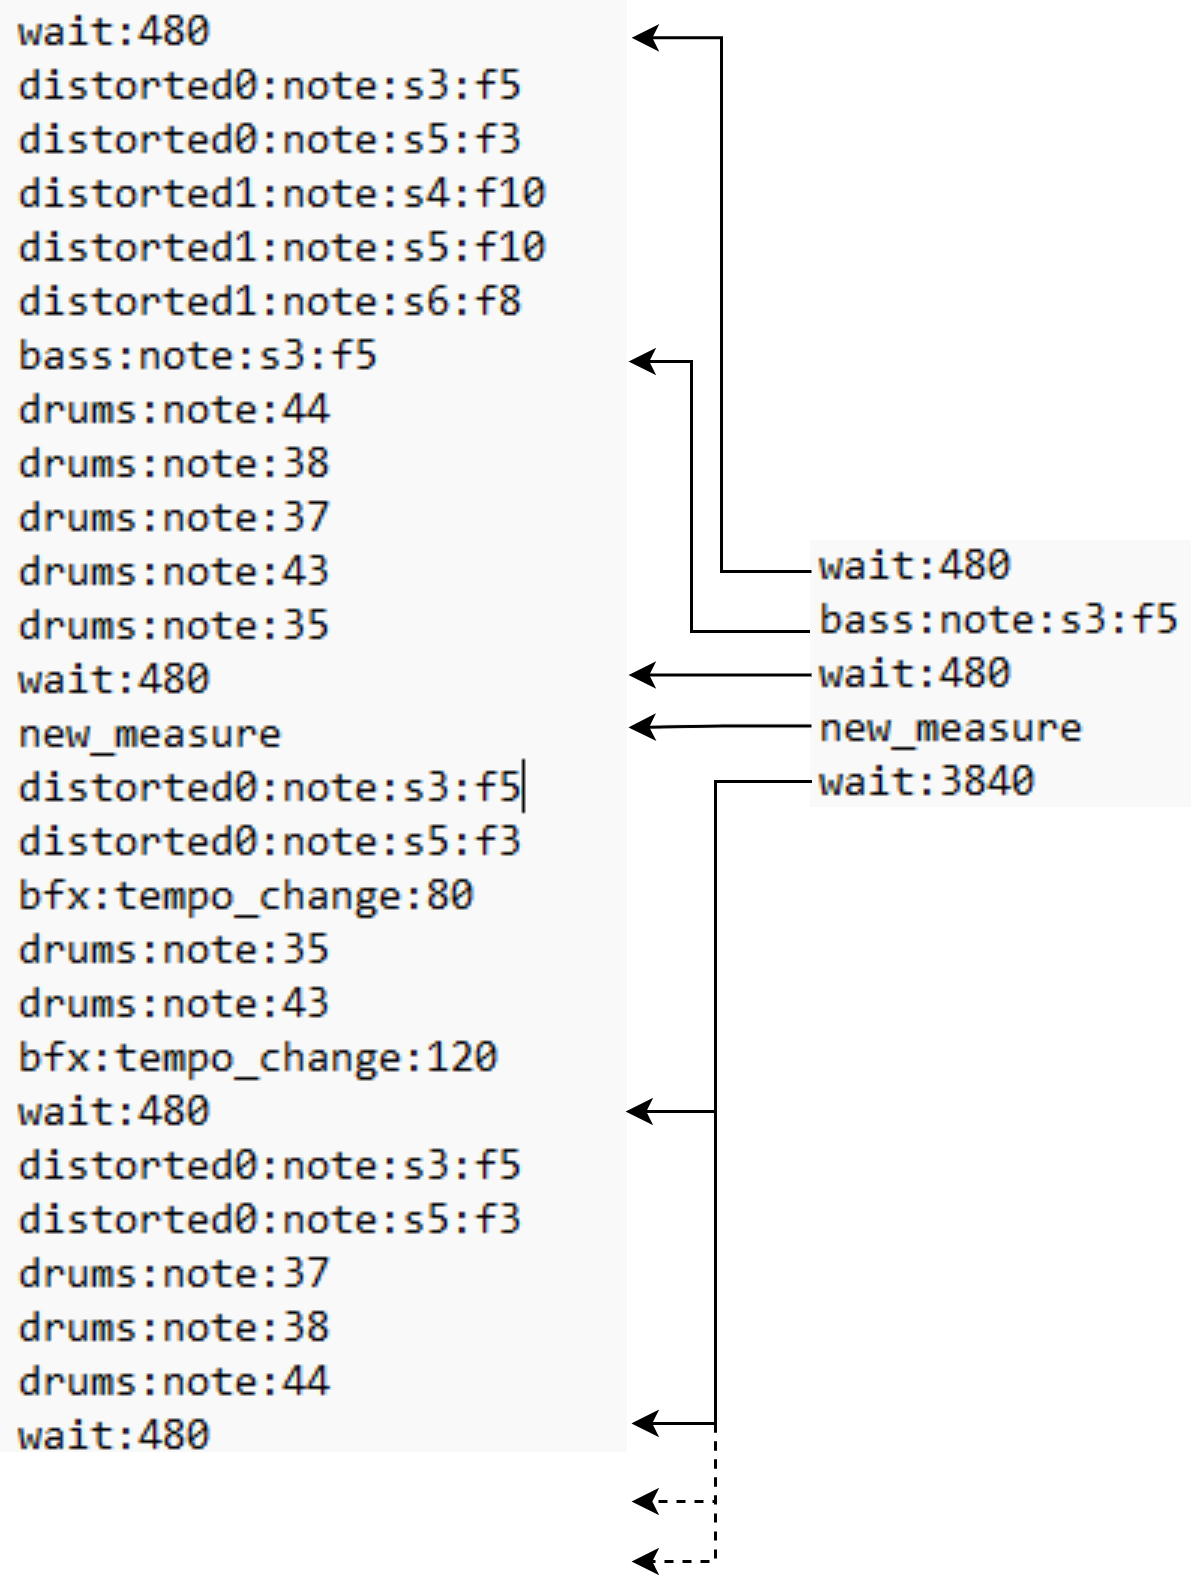 wait:480
distorted0:note:s3:f5
distorted0:note:s5:f3
distorted1:note:s4:f10
distorted1:note:s5:f10
distorted1:note:s6:f8
bass:note:s3:f5
drums:note:44
drums:note:38
drums:note:37
drums:note:43
drums:note:35
wait:480
new_measure
distorted0:note:s3:f5
distorted0:note:s5:f3
bfx:tempo_change:80
drums:note:35
drums:note:43
bfx:tempo_change:120
wait:480
distorted0:note:s3:f5
distorted0:note:s5:f3
drums:note:37
drums:note:38
drums:note:44
wait:480
wait:480
bass:note:s3:f5
wait:480
new_measure
wait:3840